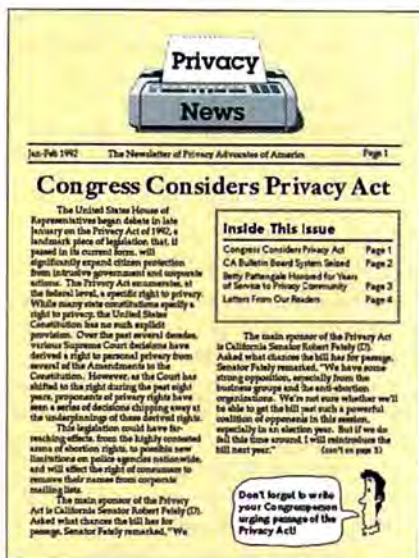 Privacy
News
Jan-Feb 1992 The Newsletter of Privacy Advocates of America Page 1
Congress Considers Privacy Act
The United States House of
Representatives began debate in late
January on the Privacy Act of 1992, a
landmark piece of legislation that, if
passed in its current form, will
significantly expand citizen protection
from intrusive government and corporate
actions. The Privacy Act enumerates, at
the federal level, a specific right to privacy.
While many state constitutions specify a
right to privacy, the United States
Constitution has no such explicit
provision. Over the past several decades,
various Supreme Court decisions have
derived a right to personal privacy from
several of the Amendments to the
Constitution. However, as the Court has
shifted to the right during the past eight
years, proponents of privacy rights have
seen a series of decisions chipping away at
the underpinnings of these derived rights.
This legislation could have far-
reaching effects, from the highly contested
arena of abortion rights, to possible new
limitations on police agencies nationwide,
and will affect the right of consumers to
remove their names from corporate
mailing lists.
The main sponsor of the Privacy
Act is California Senator Robert Fately (D).
Asked what chances the bill has for
passage, Senator Fately remarked, "We
Inside This Issue
Congress Considers Privacy Act Page 1
CA Bulletin Board System Seized Page 2
Betty Pattengale Honored for Years
of Service to Privacy Community Page 3
Letters From Our Readers Page 4
The main sponsor of the Privacy Act
is California Senator Robert Fately (D).
Asked what chances the bill has for passage,
Senator Fately remarked, "We have some
strong opposition, especially from the
business groups and the anti-abortion
organizations. We're not sure whether we'll
be able to get the bill past such a powerful
coalition of opponents in this session,
especially in an election year. But if we do
fail this time around, I will reintroduce the
bill next year." (con't on page 3)
Don't forget to write
your Congressperson
urging passage of the
Privacy Act!